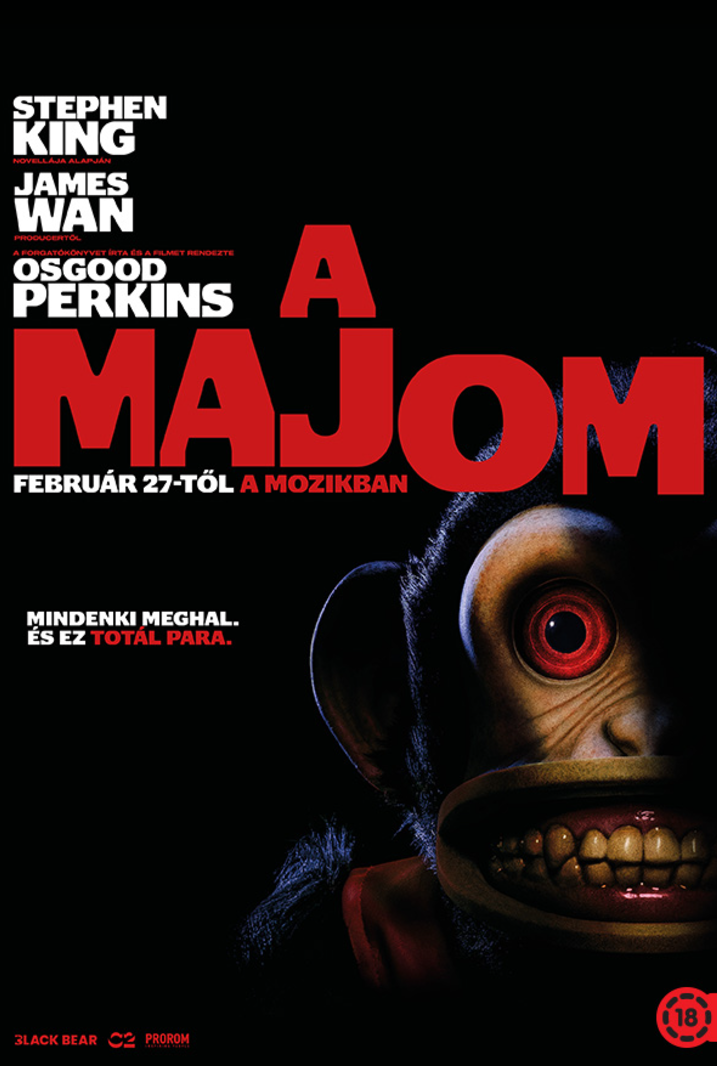 STEPHEN
KING
NOVELLÁJA ALAPJÁN
JAMES
WAN
PRODUCERTŐL
A FORGATÓKÖNYVET ÍRTA ÉS A FILMET RENDEZTE
OSGOOD
PERKINS
A
MAJOM
FEBRUÁR 27-TŐL A MOZIKBAN
MINDENKI MEGHAL.
ÉS EZ TOTÁL PARA.
18
BLACK BEAR C2 PROROM